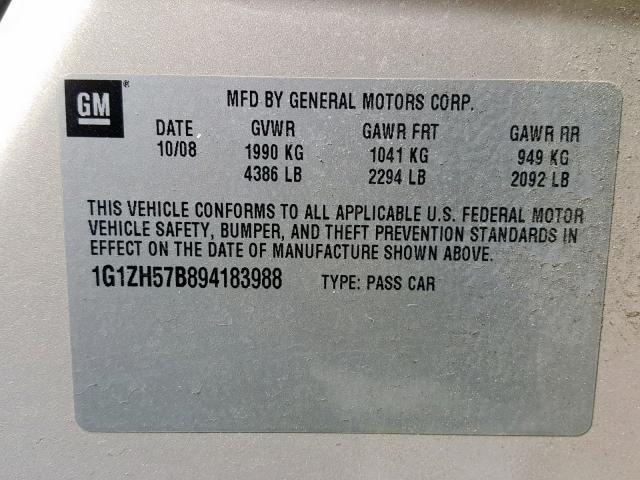 GM®
MFD BY GENERAL MOTORS CORP.
DATE GVWR GAWR FRT GAWR RR
10/08 1990 KG 1041 KG 949 KG
4386 LB 2294 LB 2092 LB
THIS VEHICLE CONFORMS TO ALL APPLICABLE U.S. FEDERAL MOTOR
VEHICLE SAFETY, BUMPER, AND THEFT PREVENTION STANDARDS IN
EFFECT ON THE DATE OF MANUFACTURE SHOWN ABOVE.
1G1ZH57B894183988 TYPE: PASS CAR